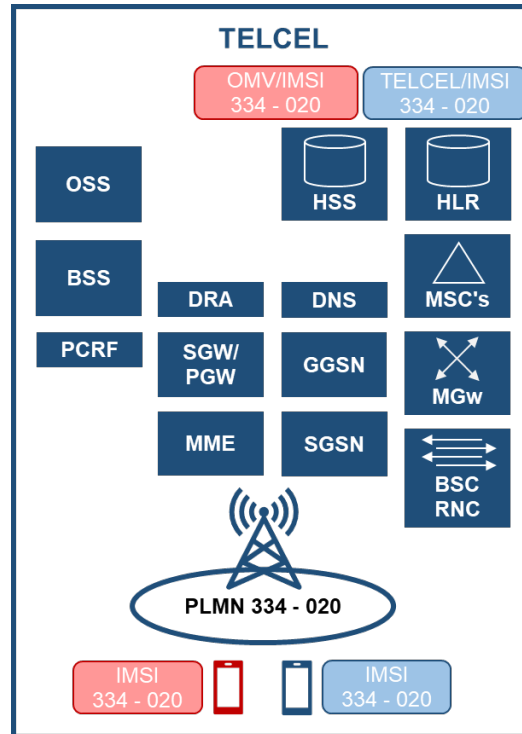 TELCEL
OMV/IMSI
334 - 020
TELCEL/IMSI
334 - 020
OSS
HSS
HLR
BSS
DRA
DNS
MSC's
PCRF
SGW/
PGW
GGSN
MGw
MME
SGSN
BSC
RNC
PLMN 334 - 020
IMSI
334 - 020
IMSI
334 - 020